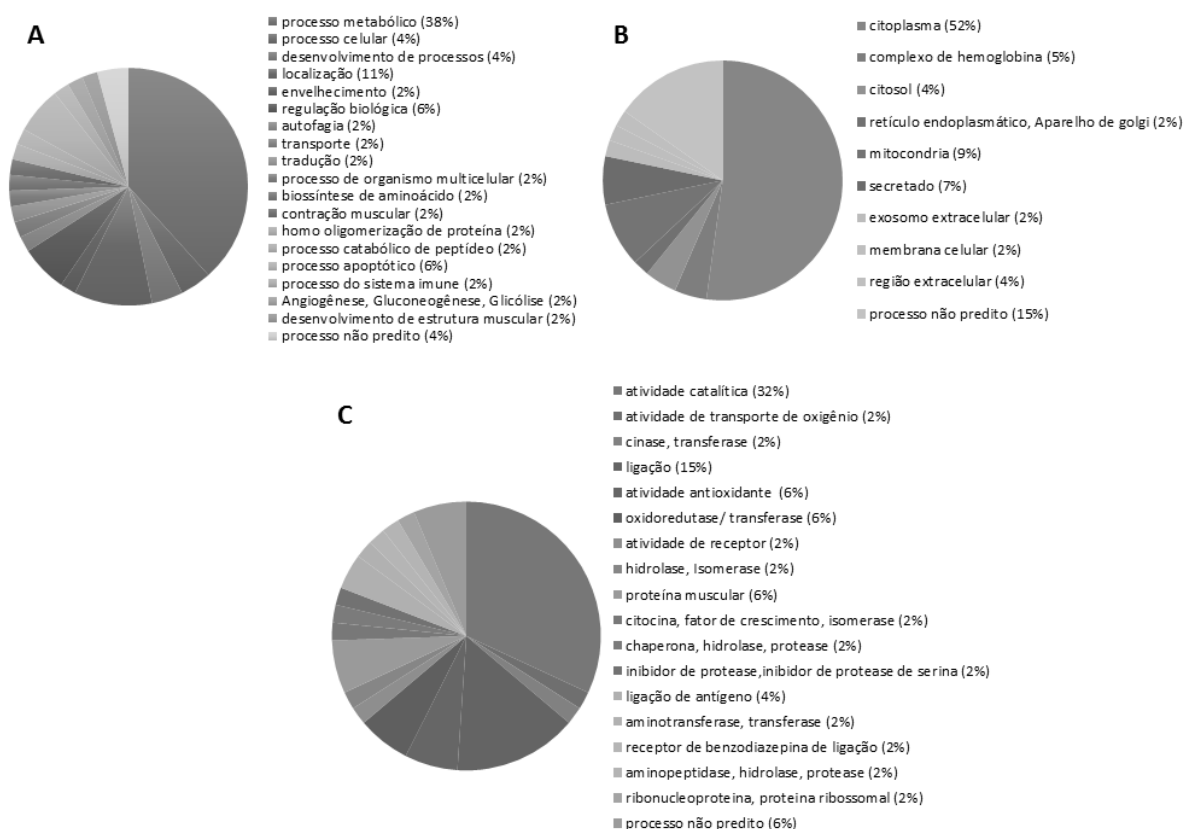 A
processo metabólico (38%)
processo celular (4%)
desenvolvimento de processos (4%)
localização (11%)
envelhecimento (2%)
regulação biológica (6%)
autofagia (2%)
transporte (2%)
tradução (2%)
processo de organismo multicelular (2%)
biossíntese de aminoácido (2%)
contração muscular (2%)
homo oligomerização de proteína (2%)
processo catabólico de peptídeo (2%)
processo apoptótico (6%)
processo do sistema imune (2%)
Angiogênese, Gluconeogênese, Glicólise (2%)
desenvolvimento de estrutura muscular (2%)
processo não predito (4%)
B
citoplasma (52%)
complexo de hemoglobina (5%)
citosol (4%)
retículo endoplasmático, Aparelho de golgi (2%)
mitocondria (9%)
secretado (7%)
exosomo extracelular (2%)
membrana celular (2%)
região extracelular (4%)
processo não predito (15%)
C
atividade catalítica (32%)
atividade de transporte de oxigênio (2%)
cinase, transferase (2%)
ligação (15%)
atividade antioxidante (6%)
oxidoredutase/ transferase (6%)
atividade de receptor (2%)
hidrolase, Isomerase (2%)
proteína muscular (6%)
citocina, fator de crescimento, isomerase (2%)
chaperona, hidrolase, protease (2%)
inibidor de protease,inibidor de protease de serina (2%)
ligação de antígeno (4%)
aminotransferase, transferase (2%)
receptor de benzodiazepina de ligação (2%)
aminopeptidase, hidrolase, protease (2%)
ribonucleoproteina, proteina ribossomal (2%)
processo não predito (6%)